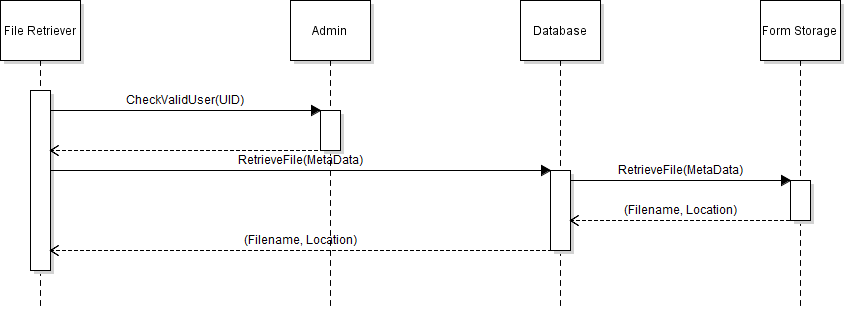 File Retriever
Admin
Database
Form Storage
CheckValidUser(UID)
RetrieveFile(MetaData)
RetrieveFile(MetaData)
(Filename, Location)
(Filename, Location)